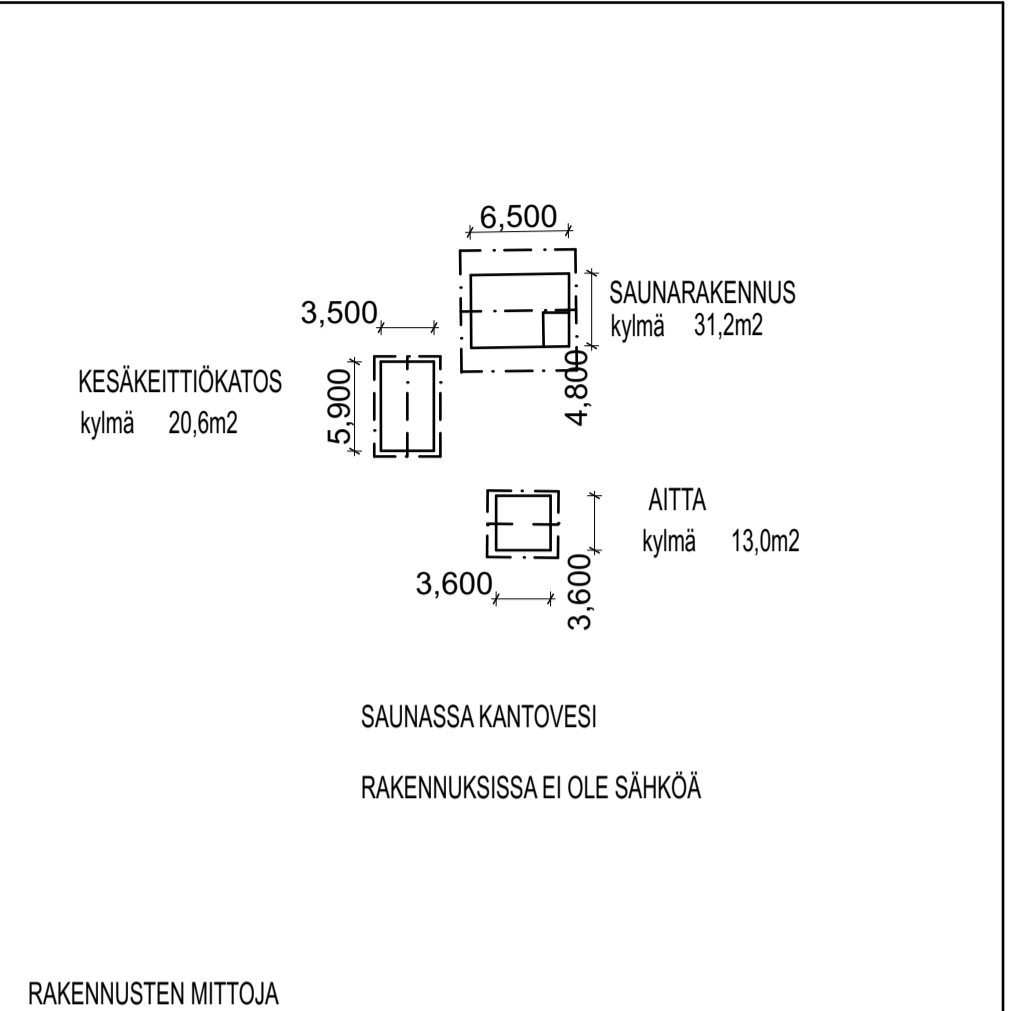 6,500
SAUNARAKENNUS
kylmä 31,2m2
4,800
3,500
KESÄKEITTIÖKATOS
kylmä 20,6m2
5,900
AITTA
kylmä 13,0m2
3,600
3,600
SAUNASSA KANTOVESI
RAKENNUKSISSA EI OLE SÄHKÖÄ
RAKENNUSTEN MITTOJA